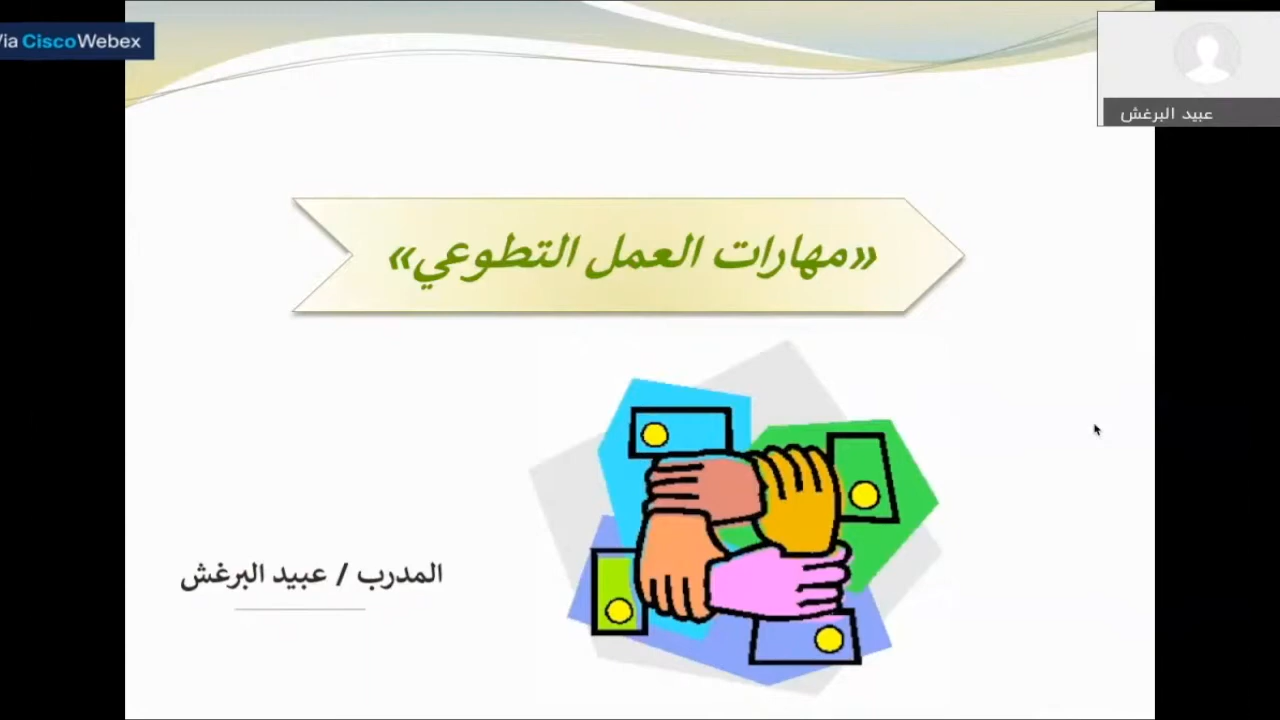 Via CiscoWebex
عبيد البرغش
«مهارات العمل التطوعي»
المدرب / عبيد البرغش